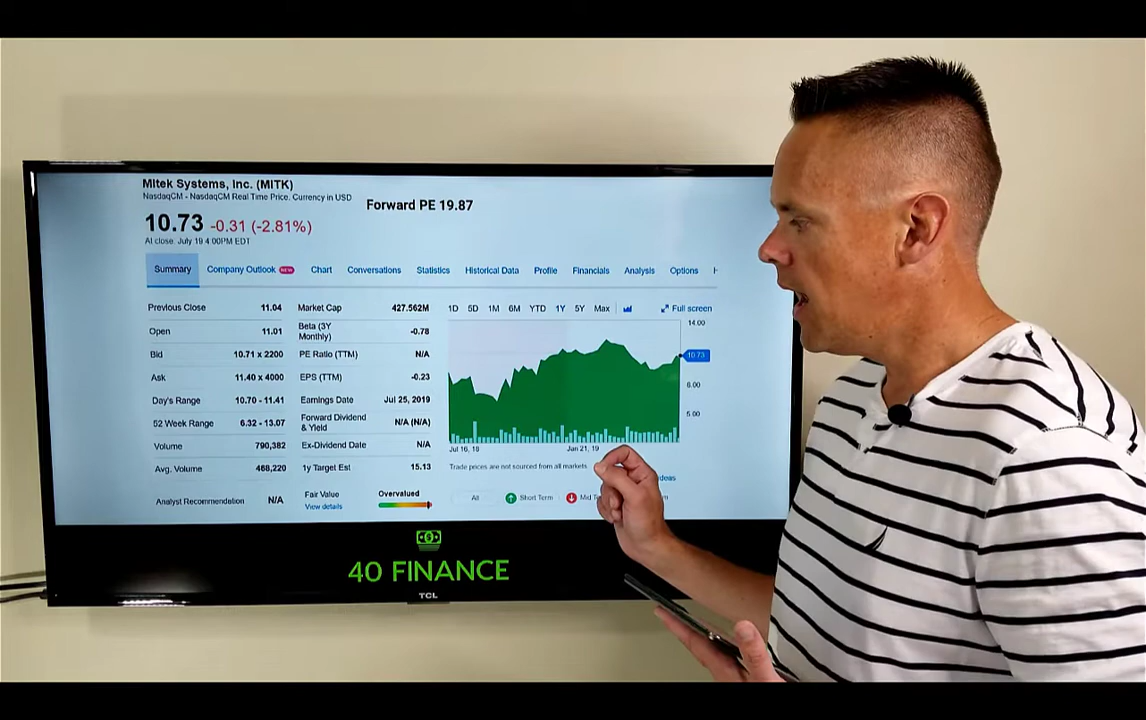 Mitek Systems, Inc. (MITK)
NasdaqCM - NasdaqCM Real Time Price. Currency in USD
Forward PE 19.87
10.73 -0.31 (-2.81%)
At close: July 19 4:00PM EDT
Summary Company Outlook NEW Chart Conversations Statistics Historical Data Profile Financials Analysis Options H
Previous Close 11.04 Market Cap 427.562M
Open 11.01 Beta (3Y Monthly) -0.78
Bid 10.71 x 2200 PE Ratio (TTM) N/A
Ask 11.40 x 4000 EPS (TTM) -0.23
Day's Range 10.70 - 11.41 Earnings Date Jul 25, 2019
52 Week Range 6.32 - 13.07 Forward Dividend & Yield N/A (N/A)
Volume 790,382 Ex-Dividend Date N/A
Avg. Volume 468,220 1y Target Est 15.13
Analyst Recommendation N/A Fair Value Overvalued
View details
1D 5D 1M 6M YTD 1Y 5Y Max Full screen
14.00
10.73
8.00
5.00
Jul 16, 18 Jan 21, 19
Trade prices are not sourced from all markets
All Short Term Mid
40 FINANCE
TCL